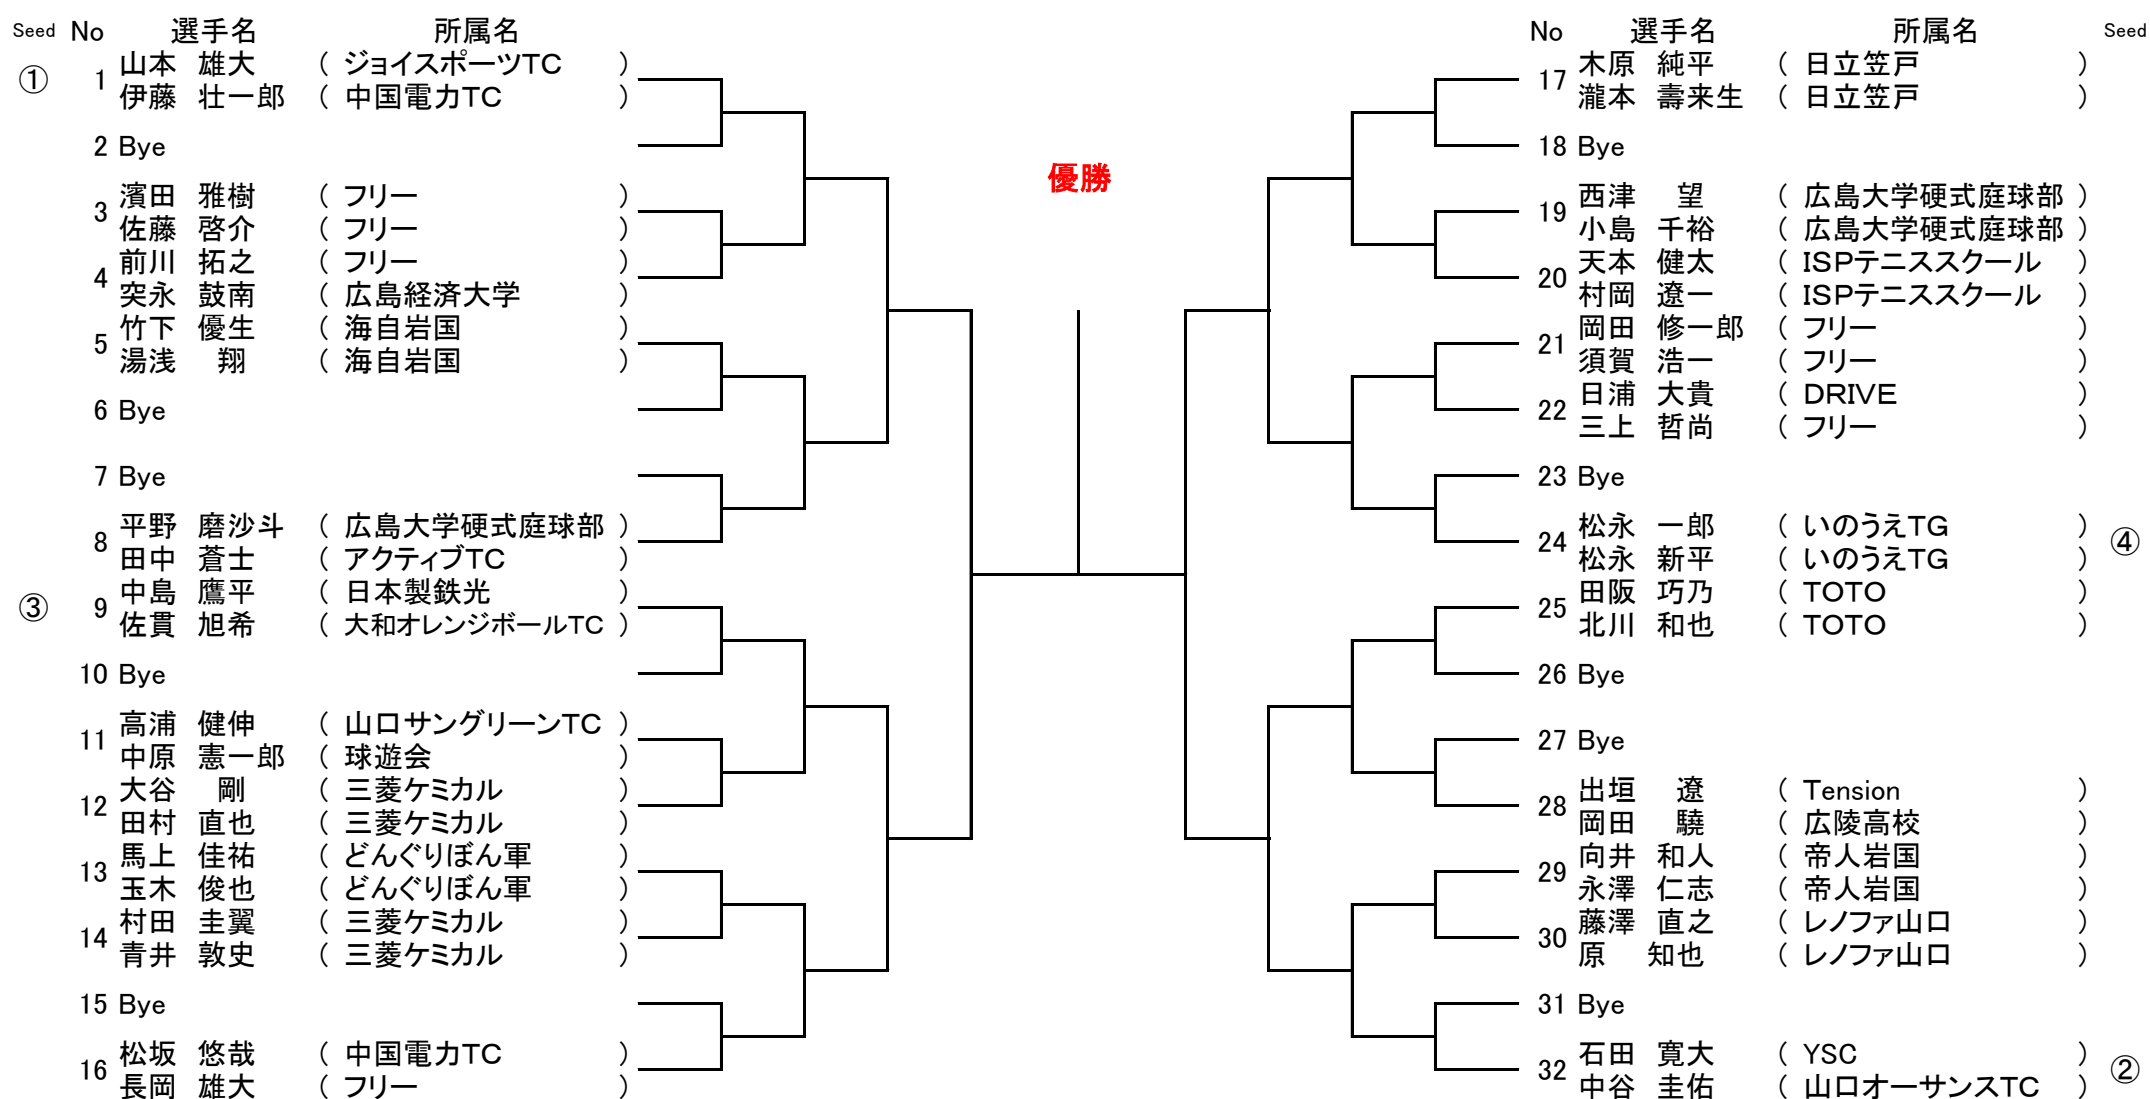 Seed No 選手名 所属名
① 1 山本 雄大 ( ジョイスポーツTC )
伊藤 壮一郎 ( 中国電力TC )
2 Bye
3 濱田 雅樹 ( フリー )
佐藤 啓介 ( フリー )
4 前川 拓之 ( フリー )
突永 鼓南 ( 広島経済大学 )
5 竹下 優生 ( 海自岩国 )
湯浅 翔 ( 海自岩国 )
6 Bye
7 Bye
8 平野 磨沙斗 ( 広島大学硬式庭球部 )
田中 蒼士 ( アクティブTC )
③ 9 中島 鷹平 ( 日本製鉄光 )
佐貫 旭希 ( 大和オレンジボールTC )
10 Bye
11 高浦 健伸 ( 山口サングリーンTC )
中原 憲一郎 ( 球遊会 )
12 大谷 剛 ( 三菱ケミカル )
田村 直也 ( 三菱ケミカル )
13 馬上 佳祐 ( どんぐりぽん軍 )
玉木 俊也 ( どんぐりぽん軍 )
14 村田 圭翼 ( 三菱ケミカル )
青井 敦史 ( 三菱ケミカル )
15 Bye
16 松坂 悠哉 ( 中国電力TC )
長岡 雄大 ( フリー )
優勝
No 選手名 所属名 Seed
17 木原 純平 ( 日立笠戸 )
瀧本 壽来生 ( 日立笠戸 )
18 Bye
19 西津 望 ( 広島大学硬式庭球部 )
小島 千裕 ( 広島大学硬式庭球部 )
20 天本 健太 ( ISPテニススクール )
村岡 遼一 ( ISPテニススクール )
21 岡田 修一郎 ( フリー )
須賀 浩一 ( フリー )
22 日浦 大貴 ( DRIVE )
三上 哲尚 ( フリー )
23 Bye
24 松永 一郎 ( いのうえTG ) ④
松永 新平 ( いのうえTG )
25 田阪 巧乃 ( TOTO )
北川 和也 ( TOTO )
26 Bye
27 Bye
28 出垣 遼 ( Tension )
岡田 驍 ( 広陵高校 )
29 向井 和人 ( 帝人岩国 )
永澤 仁志 ( 帝人岩国 )
30 藤澤 直之 ( レノファ山口 )
原 知也 ( レノファ山口 )
31 Bye
32 石田 寛大 ( YSC ) ②
中谷 圭佑 ( 山口オーサンスTC )